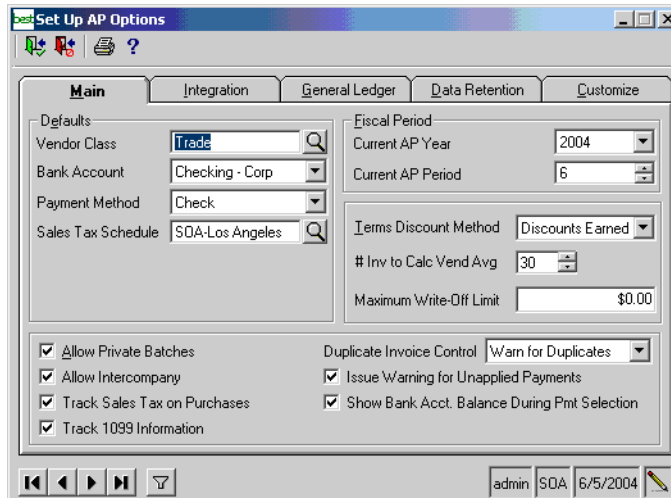 best Set Up AP Options
?
Main Integration General Ledger Data Retention Customize
Defaults
Vendor Class Trade
Bank Account Checking - Corp
Payment Method Check
Sales Tax Schedule SOA-Los Angeles
Fiscal Period
Current AP Year 2004
Current AP Period 6
Terms Discount Method Discounts Earned
# Inv to Calc Vend Avg 30
Maximum Write-Off Limit $0.00
Allow Private Batches
Allow Intercompany
Track Sales Tax on Purchases
Track 1099 Information
Duplicate Invoice Control Warn for Duplicates
Issue Warning for Unapplied Payments
Show Bank Acct. Balance During Pmt Selection
admin SOA 6/5/2004